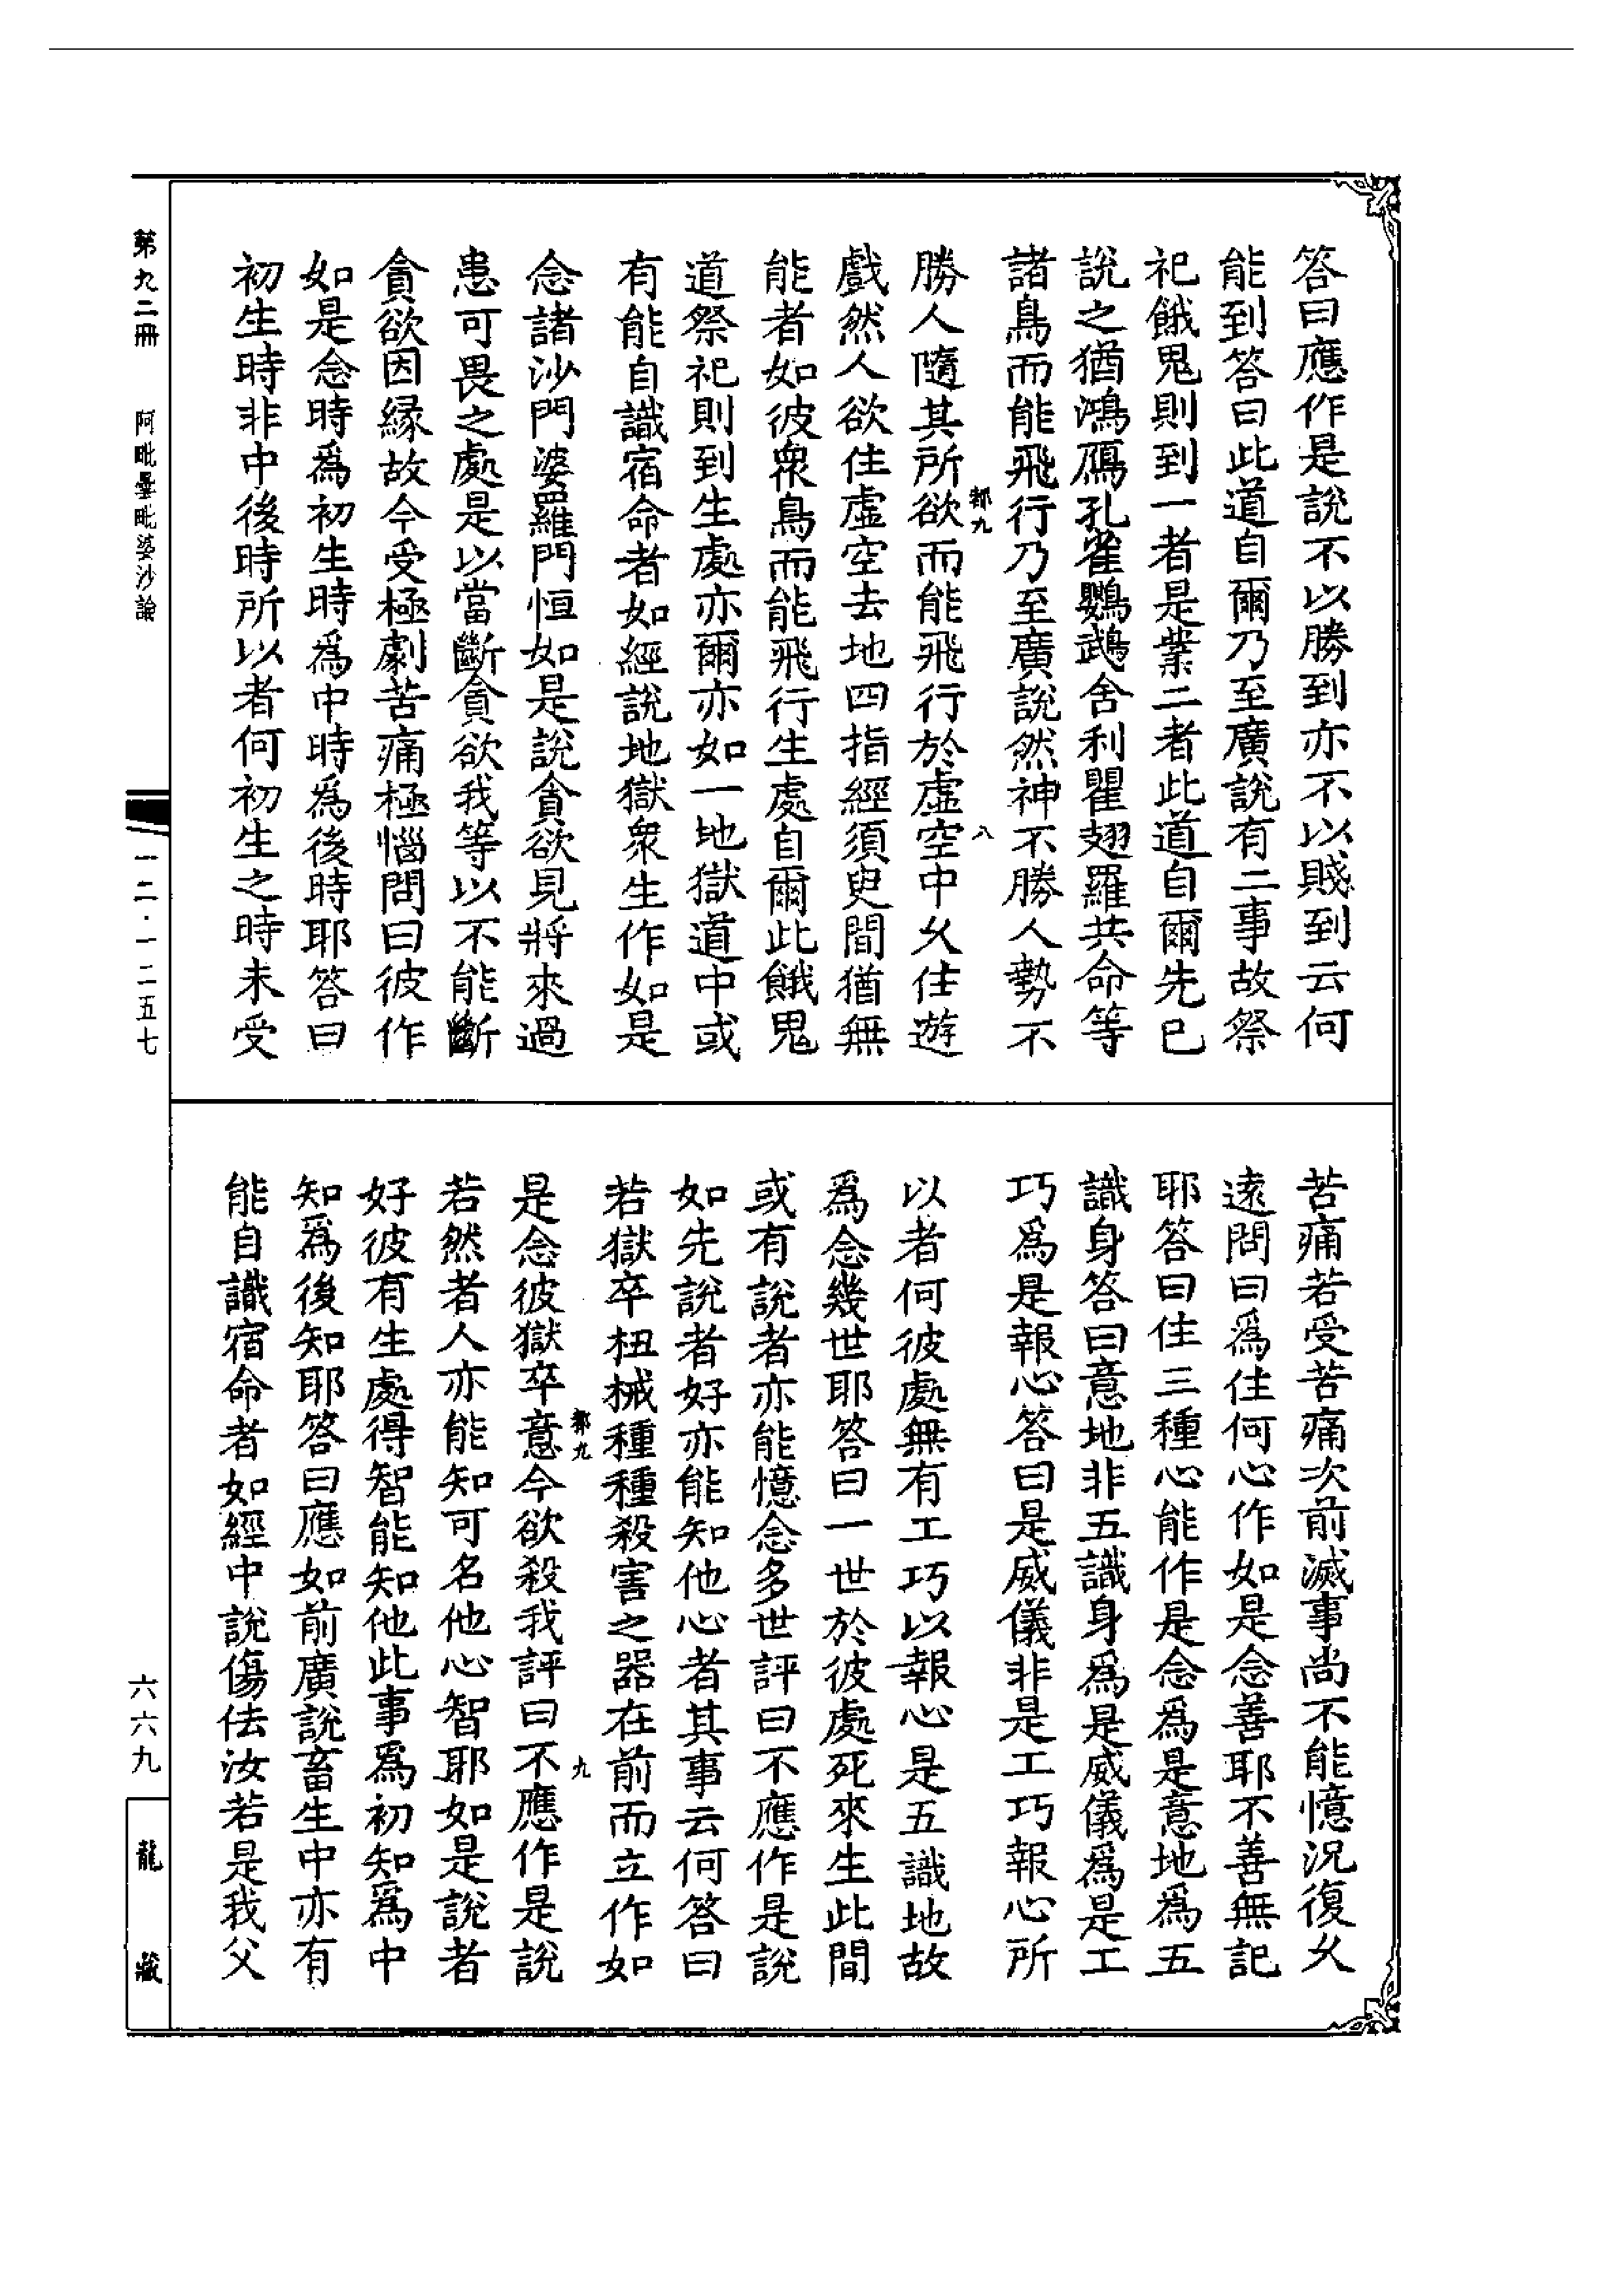 答曰應作是說不以勝到亦不以賤到云何
能到答曰此道自爾乃至廣說有二事故祭
祀餓鬼則到一者是業二者此道自爾先已
說之猶鴻鴈孔雀鸚鵡舍利瞿翅羅共命等
諸鳥而能飛行乃至廣說然神不勝人勢不
勝人隨其所欲而能飛行於虛空中久住遊
戲然人欲住虛空去地四指經須臾間猶無
能者如彼衆鳥而能飛行生處自爾此餓鬼
道祭祀則到生處亦爾亦如一地獄道中或
有能自識宿命者如經說地獄衆生作如是
念諸沙門婆羅門恒如是說貪欲見將來過
患可畏之處是以當斷貪欲我等以不能斷
貪欲因緣故今受極劇苦痛極惱問曰彼作
如是念時爲初生時爲中時爲後時耶答曰
初生時非中後時所以者何初生之時未受
苦痛若受苦痛次前滅事尚不能憶況復久
遠問曰爲住何心作如是念善耶不善無記
耶答曰住三種心能作是念爲是意地爲五
識身答曰意地非五識身爲是威儀爲是工
巧爲是報心答曰是威儀非是工巧報心所
以者何彼處無有工巧以報心是五識地故
爲念幾世耶答曰一世於彼處死來生此間
或有說者亦能憶念多世評曰不應作是說
如先說者好亦能知他心者其事云何答曰
若獄卒杻械種種殺害之器在前而立作如
是念彼獄卒意今欲殺我評曰不應作是說
若然者人亦能知可名他心智耶如是說者
好彼有生處得智能知他此事爲初知爲中
知爲後知耶答曰應如前廣說畜生中亦有
能自識宿命者如經中說傷佉汝若是我父
都九
八
都九
九
第九二冊
阿毗曇毗婆沙論
一二·一二五七
六六九
龍藏